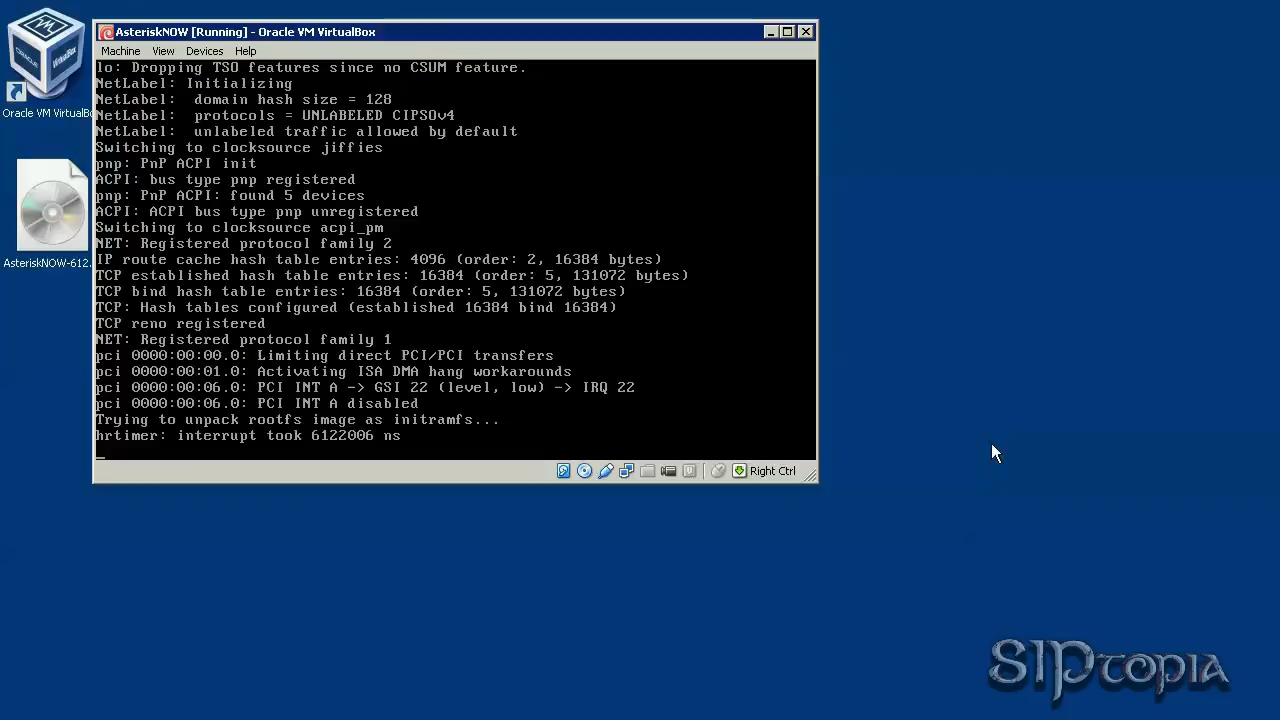 AsteriskNOW [Running] - Oracle VM VirtualBox
Machine View Devices Help
lo: Dropping TSO features since no CSUM feature.
NetLabel: Initializing
NetLabel:  domain hash size = 128
NetLabel:  protocols = UNLABELED CIPSOv4
NetLabel:  unlabeled traffic allowed by default
Switching to clocksource jiffies
pnp: PnP ACPI init
ACPI: bus type pnp registered
pnp: PnP ACPI: found 5 devices
ACPI: ACPI bus type pnp unregistered
Switching to clocksource acpi_pm
NET: Registered protocol family 2
IP route cache hash table entries: 4096 (order: 2, 16384 bytes)
TCP established hash table entries: 16384 (order: 5, 131072 bytes)
TCP bind hash table entries: 16384 (order: 5, 131072 bytes)
TCP: Hash tables configured (established 16384 bind 16384)
TCP reno registered
NET: Registered protocol family 1
pci 0000:00:00.0: Limiting direct PCI/PCI transfers
pci 0000:00:01.0: Activating ISA DMA hang workarounds
pci 0000:00:06.0: PCI INT A -> GSI 22 (level, low) -> IRQ 22
pci 0000:00:06.0: PCI INT A disabled
Trying to unpack rootfs image as initramfs...
hrtimer: interrupt took 6122006 ns
_
Right Ctrl
ORACLE
VirtualBox
Oracle VM VirtualBo
AsteriskNOW-612.
SIPtopia